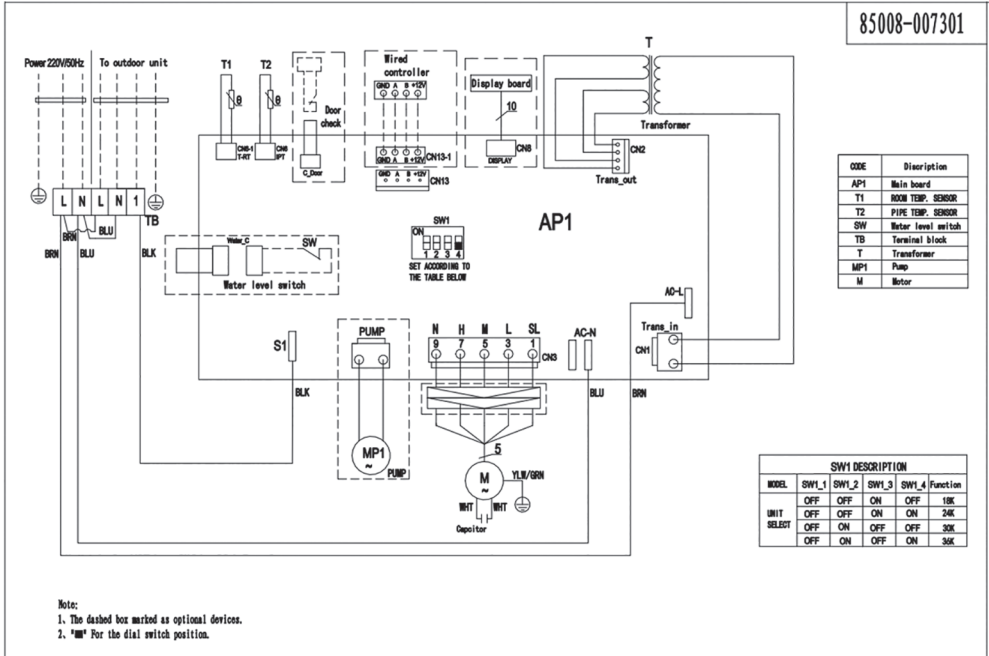 85008-007301
Power 220V/50Hz To outdoor unit
T1 T2
θ θ
CN6-1
T-RT
CN6
IPT
Door
check
C_Door
Wired
controller
GND A B +12V
GND A B +12V
CN13-1
GND A B +12V
CN13
Display board
10
CN8
DISPLAY
T
Transformer
CN2
Trans_out
L N L N 1
TB
BRN BLU
BRN BLU BLK
Water_C
SW
Water level switch
SW1
ON
1 2 3 4
SET ACCORDING TO
THE TABLE BELOW
AP1
CODE Discription
AP1 Main board
T1 ROOM TEMP. SENSOR
T2 PIPE TEMP. SENSOR
SW Water level switch
TB Terminal block
T Transformer
MP1 Pump
M Motor
AC-L
Trans_in
CN1
S1
BLK
PUMP
MP1
~
PUMP
N H M L SL
9 7 5 3 1
CN3
AC-N
BLU BRN
5
M
~
YLW/GRN
WHT WHT
Capcitor
SW1 DESCRIPTION
MODEL SW1_1 SW1_2 SW1_3 SW1_4 Function
UNIT
SELECT
OFF OFF ON OFF 18K
OFF OFF ON ON 24K
OFF ON OFF OFF 30K
OFF ON OFF ON 36K
Note:
1、The dashed box marked as optional devices.
2、"■■" For the dial switch position.